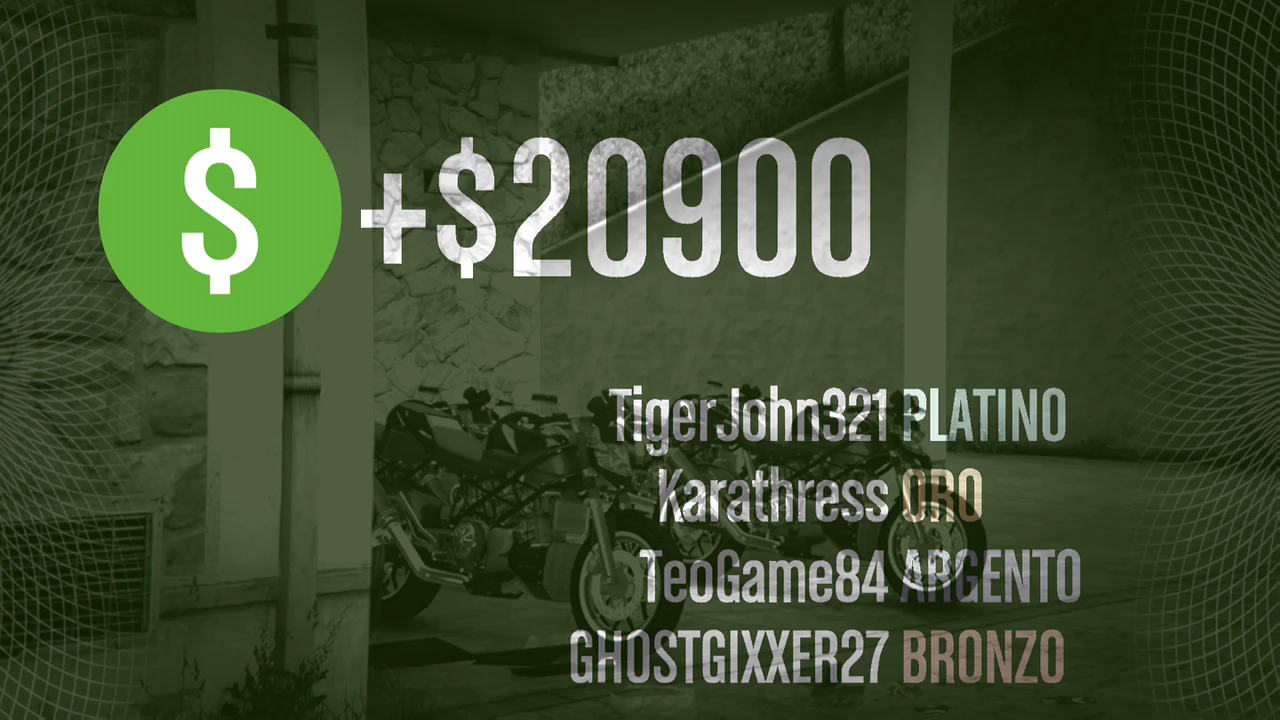 $
+$20900
TigerJohn321 PLATINO
Karathress ORO
TeoGame84 ARGENTO
GHOSTGIXXER27 BRONZO